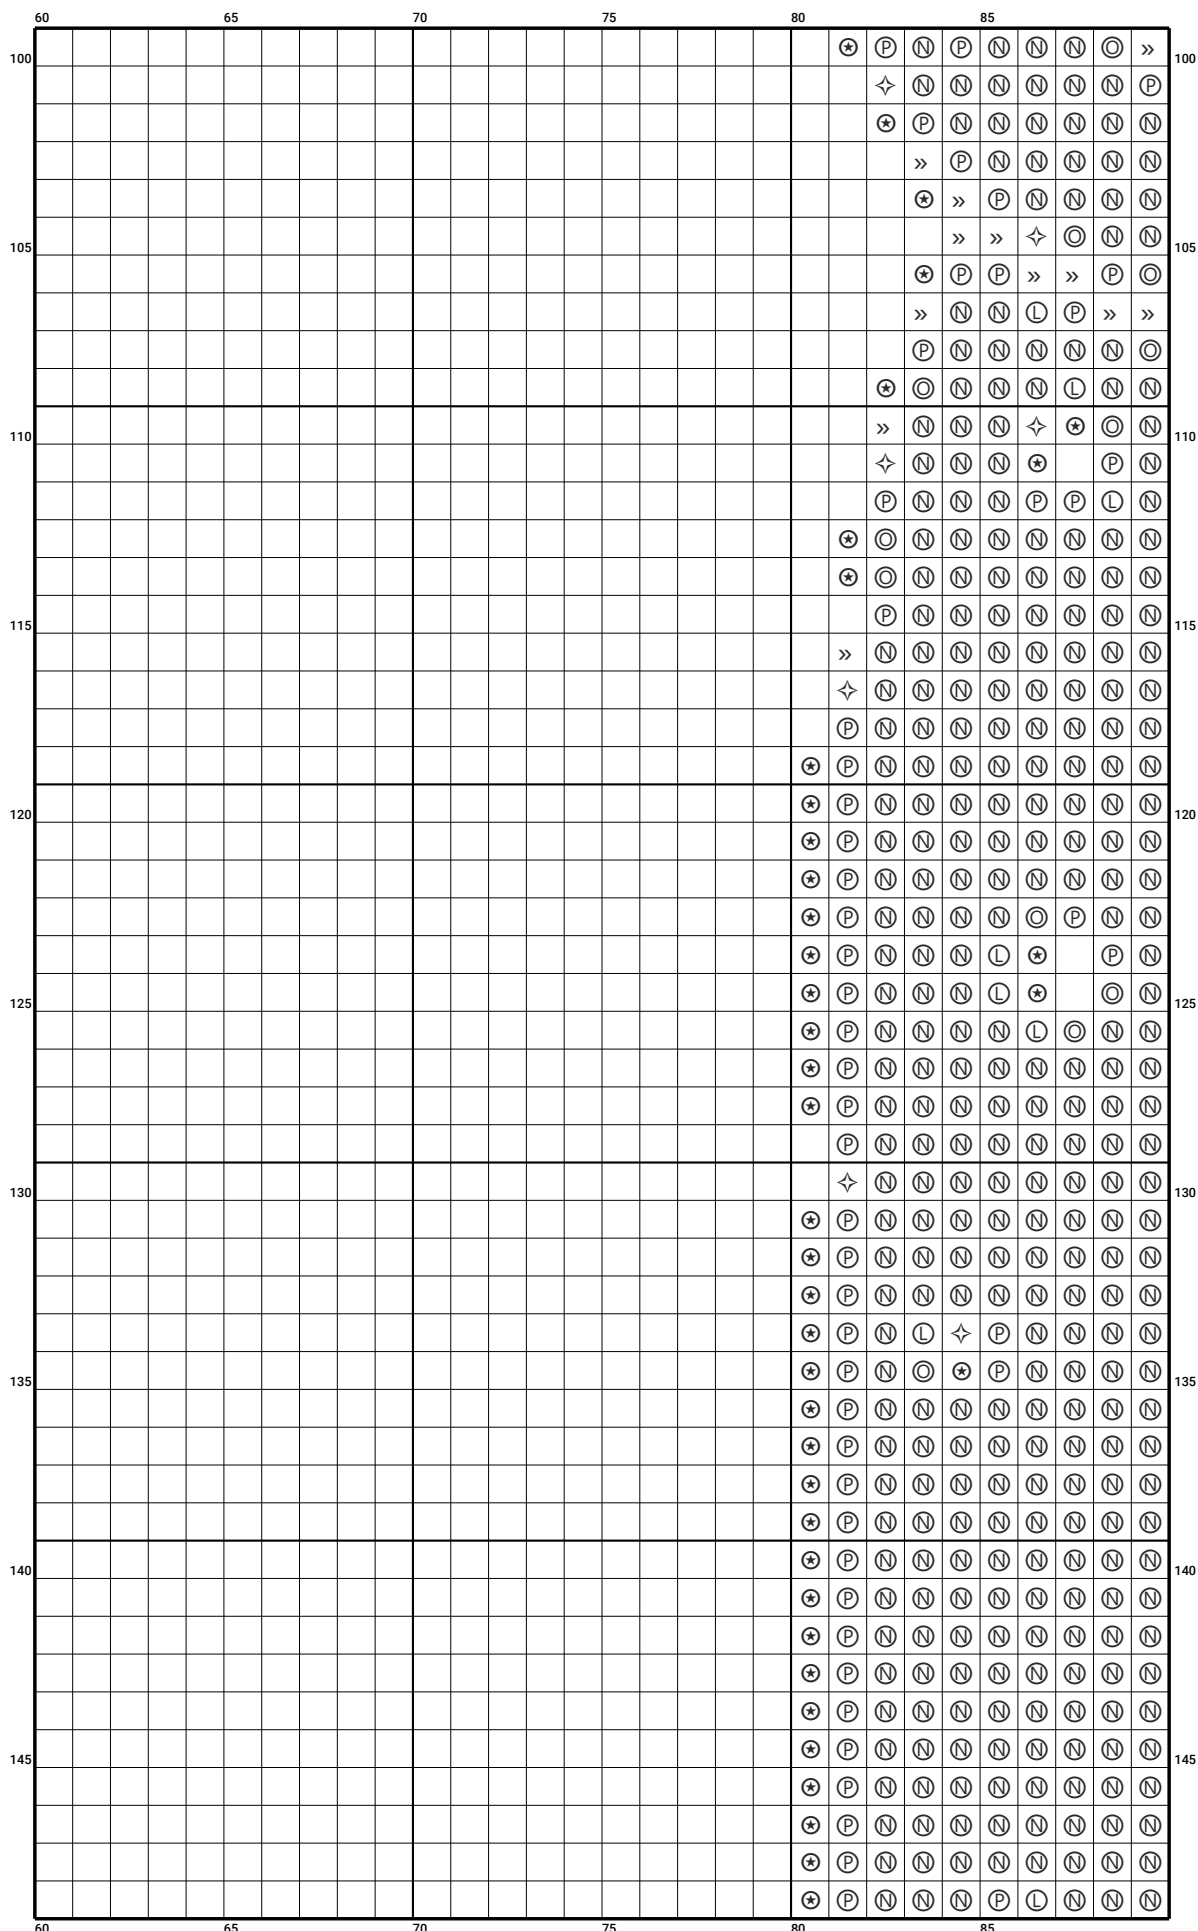 60 65 70 75 80 85
100 ⍟ Ⓟ Ⓝ Ⓟ Ⓝ Ⓝ Ⓝ Ⓞ » 100
✧ Ⓝ Ⓝ Ⓝ Ⓝ Ⓝ Ⓝ Ⓟ
⍟ Ⓟ Ⓝ Ⓝ Ⓝ Ⓝ Ⓝ Ⓝ
» Ⓟ Ⓝ Ⓝ Ⓝ Ⓝ Ⓝ
⍟ » Ⓟ Ⓝ Ⓝ Ⓝ Ⓝ
105 » » ✧ Ⓞ Ⓝ Ⓝ 105
⍟ Ⓟ Ⓟ » » Ⓟ Ⓞ
» Ⓝ Ⓝ Ⓛ Ⓟ » »
Ⓟ Ⓝ Ⓝ Ⓝ Ⓝ Ⓝ Ⓞ
⍟ Ⓞ Ⓝ Ⓝ Ⓝ Ⓛ Ⓝ Ⓝ
110 » Ⓝ Ⓝ Ⓝ ✧ ⍟ Ⓞ Ⓝ 110
✧ Ⓝ Ⓝ Ⓝ ⍟ Ⓟ Ⓝ
Ⓟ Ⓝ Ⓝ Ⓝ Ⓟ Ⓟ Ⓛ Ⓝ
⍟ Ⓞ Ⓝ Ⓝ Ⓝ Ⓝ Ⓝ Ⓝ Ⓝ
⍟ Ⓞ Ⓝ Ⓝ Ⓝ Ⓝ Ⓝ Ⓝ Ⓝ
115 Ⓟ Ⓝ Ⓝ Ⓝ Ⓝ Ⓝ Ⓝ Ⓝ 115
» Ⓝ Ⓝ Ⓝ Ⓝ Ⓝ Ⓝ Ⓝ Ⓝ
✧ Ⓝ Ⓝ Ⓝ Ⓝ Ⓝ Ⓝ Ⓝ Ⓝ
Ⓟ Ⓝ Ⓝ Ⓝ Ⓝ Ⓝ Ⓝ Ⓝ Ⓝ
⍟ Ⓟ Ⓝ Ⓝ Ⓝ Ⓝ Ⓝ Ⓝ Ⓝ Ⓝ
120 ⍟ Ⓟ Ⓝ Ⓝ Ⓝ Ⓝ Ⓝ Ⓝ Ⓝ Ⓝ 120
⍟ Ⓟ Ⓝ Ⓝ Ⓝ Ⓝ Ⓝ Ⓝ Ⓝ Ⓝ
⍟ Ⓟ Ⓝ Ⓝ Ⓝ Ⓝ Ⓝ Ⓝ Ⓝ Ⓝ
⍟ Ⓟ Ⓝ Ⓝ Ⓝ Ⓝ Ⓞ Ⓟ Ⓝ Ⓝ
⍟ Ⓟ Ⓝ Ⓝ Ⓝ Ⓛ ⍟ Ⓟ Ⓝ
125 ⍟ Ⓟ Ⓝ Ⓝ Ⓝ Ⓛ ⍟ Ⓞ Ⓝ 125
⍟ Ⓟ Ⓝ Ⓝ Ⓝ Ⓝ Ⓛ Ⓞ Ⓝ Ⓝ
⍟ Ⓟ Ⓝ Ⓝ Ⓝ Ⓝ Ⓝ Ⓝ Ⓝ Ⓝ
⍟ Ⓟ Ⓝ Ⓝ Ⓝ Ⓝ Ⓝ Ⓝ Ⓝ Ⓝ
Ⓟ Ⓝ Ⓝ Ⓝ Ⓝ Ⓝ Ⓝ Ⓝ Ⓝ
130 ✧ Ⓝ Ⓝ Ⓝ Ⓝ Ⓝ Ⓝ Ⓝ Ⓝ 130
⍟ Ⓟ Ⓝ Ⓝ Ⓝ Ⓝ Ⓝ Ⓝ Ⓝ Ⓝ
⍟ Ⓟ Ⓝ Ⓝ Ⓝ Ⓝ Ⓝ Ⓝ Ⓝ Ⓝ
⍟ Ⓟ Ⓝ Ⓝ Ⓝ Ⓝ Ⓝ Ⓝ Ⓝ Ⓝ
⍟ Ⓟ Ⓝ Ⓛ ✧ Ⓟ Ⓝ Ⓝ Ⓝ Ⓝ
135 ⍟ Ⓟ Ⓝ Ⓞ ⍟ Ⓟ Ⓝ Ⓝ Ⓝ Ⓝ 135
⍟ Ⓟ Ⓝ Ⓝ Ⓝ Ⓝ Ⓝ Ⓝ Ⓝ Ⓝ
⍟ Ⓟ Ⓝ Ⓝ Ⓝ Ⓝ Ⓝ Ⓝ Ⓝ Ⓝ
⍟ Ⓟ Ⓝ Ⓝ Ⓝ Ⓝ Ⓝ Ⓝ Ⓝ Ⓝ
⍟ Ⓟ Ⓝ Ⓝ Ⓝ Ⓝ Ⓝ Ⓝ Ⓝ Ⓝ
140 ⍟ Ⓟ Ⓝ Ⓝ Ⓝ Ⓝ Ⓝ Ⓝ Ⓝ Ⓝ 140
⍟ Ⓟ Ⓝ Ⓝ Ⓝ Ⓝ Ⓝ Ⓝ Ⓝ Ⓝ
⍟ Ⓟ Ⓝ Ⓝ Ⓝ Ⓝ Ⓝ Ⓝ Ⓝ Ⓝ
⍟ Ⓟ Ⓝ Ⓝ Ⓝ Ⓝ Ⓝ Ⓝ Ⓝ Ⓝ
⍟ Ⓟ Ⓝ Ⓝ Ⓝ Ⓝ Ⓝ Ⓝ Ⓝ Ⓝ
145 ⍟ Ⓟ Ⓝ Ⓝ Ⓝ Ⓝ Ⓝ Ⓝ Ⓝ Ⓝ 145
⍟ Ⓟ Ⓝ Ⓝ Ⓝ Ⓝ Ⓝ Ⓝ Ⓝ Ⓝ
⍟ Ⓟ Ⓝ Ⓝ Ⓝ Ⓝ Ⓝ Ⓝ Ⓝ Ⓝ
⍟ Ⓟ Ⓝ Ⓝ Ⓝ Ⓝ Ⓝ Ⓝ Ⓝ Ⓝ
⍟ Ⓟ Ⓝ Ⓝ Ⓝ Ⓟ Ⓛ Ⓝ Ⓝ Ⓝ
60 65 70 75 80 85